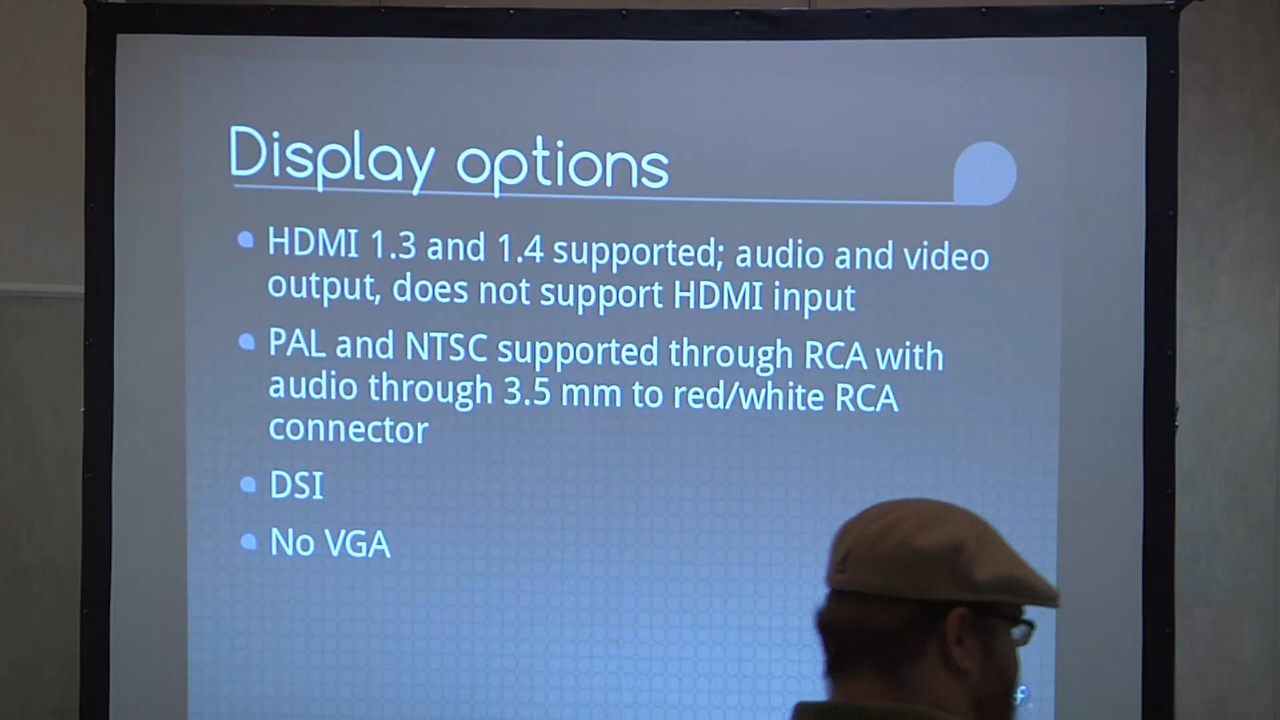 Display options
HDMI 1.3 and 1.4 supported; audio and video
output, does not support HDMI input
PAL and NTSC supported through RCA with
audio through 3.5 mm to red/white RCA
connector
DSI
No VGA